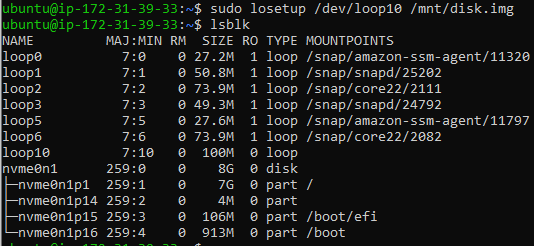 ubuntu@ip-172-31-39-33:~$ sudo losetup /dev/loop10 /mnt/disk.img
ubuntu@ip-172-31-39-33:~$ lsblk
NAME         MAJ:MIN RM   SIZE RO TYPE MOUNTPOINTS
loop0          7:0    0  27.2M  1 loop /snap/amazon-ssm-agent/11320
loop1          7:1    0  50.8M  1 loop /snap/snapd/25202
loop2          7:2    0  73.9M  1 loop /snap/core22/2111
loop3          7:3    0  49.3M  1 loop /snap/snapd/24792
loop5          7:5    0  27.6M  1 loop /snap/amazon-ssm-agent/11797
loop6          7:6    0  73.9M  1 loop /snap/core22/2082
loop10         7:10   0   100M  0 loop
nvme0n1      259:0    0     8G  0 disk
├─nvme0n1p1  259:1    0     7G  0 part /
├─nvme0n1p14 259:2    0     4M  0 part
├─nvme0n1p15 259:3    0   106M  0 part /boot/efi
└─nvme0n1p16 259:4    0   913M  0 part /boot